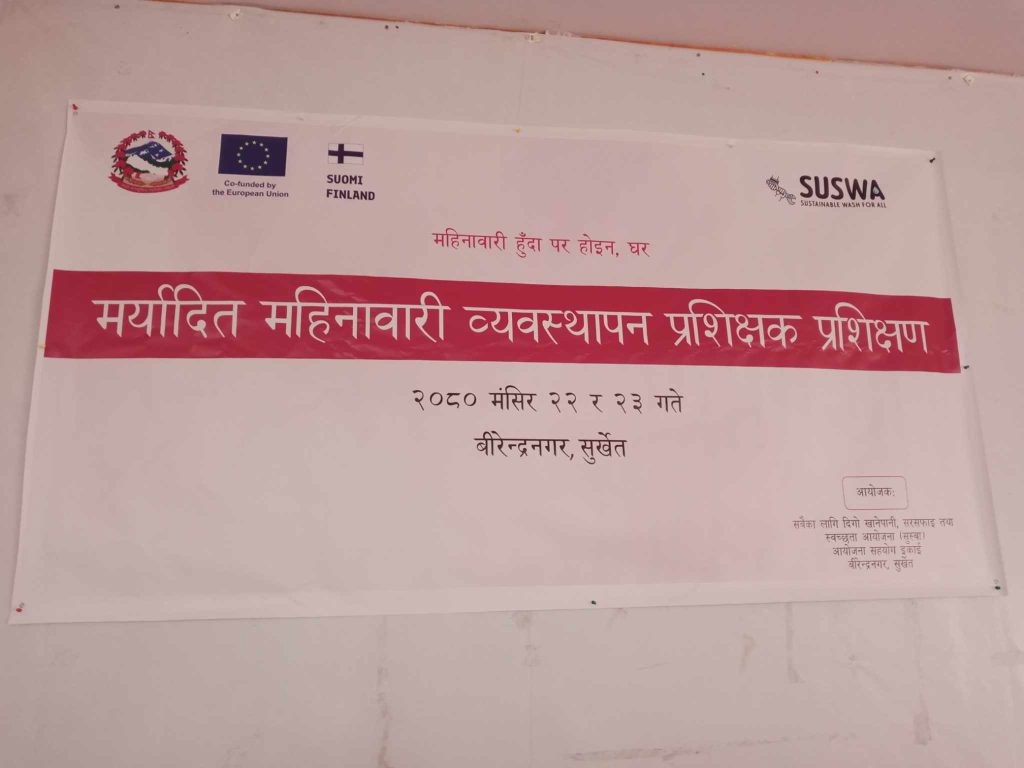 Co-funded by
the European Union
SUOMI
FINLAND
SUSWA
SUSTAINABLE WASH FOR ALL
महिनावारी हुँदा पर होइन, घर
मर्यादित महिनावारी व्यवस्थापन प्रशिक्षक प्रशिक्षण
२०८० मंसिर २२ र २३ गते
बीरेन्द्रनगर, सुर्खेत
आयोजकः
सबैका लागि दिगो खानेपानी, सरसफाइ तथा
स्वच्छता आयोजना (सुस्वा)
आयोजना सहयोग इकाई
बीरेन्द्रनगर, सुर्खेत